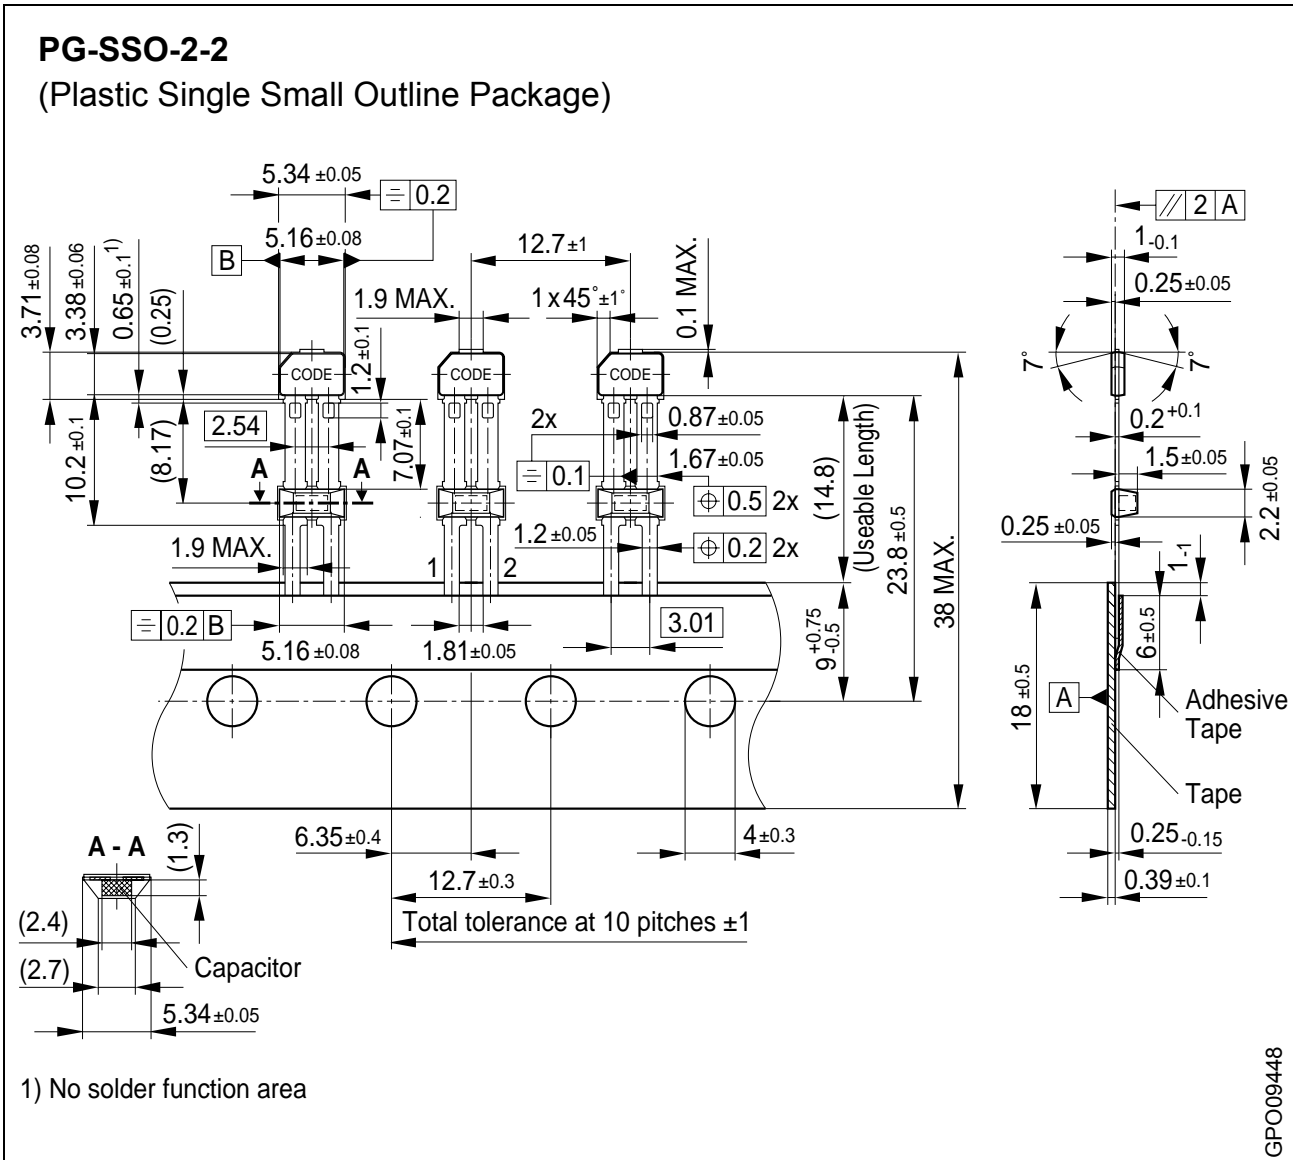 PG-SSO-2-2
(Plastic Single Small Outline Package)
5.34 ±0.05
⌯ 0.2
// 2 A
B
5.16±0.08
12.7±1
1-0.1
0.25±0.05
3.71±0.08
3.38±0.06
0.65±0.1 1)
(0.25)
1.9 MAX.
1 x 45°±1°
0.1 MAX.
1.2±0.1
CODE
CODE
CODE
7°
7°
2.54
2x
0.87±0.05
0.2+0.1
10.2±0.1
(8.17)
7.07±0.1
A
A
⌯ 0.1
1.67±0.05
1.5±0.05
⌖ 0.5 2x
(14.8)
(Useable Length)
23.8±0.5
38 MAX.
2.2±0.05
1.9 MAX.
1.2±0.05
⌖ 0.2 2x
0.25 ±0.05
1
2
1-1
⌯ 0.2 B
5.16±0.08
1.81±0.05
3.01
9+0.75 -0.5
6±0.5
18±0.5
A
Adhesive
Tape
Tape
6.35±0.4
4±0.3
0.25-0.15
12.7±0.3
0.39±0.1
Total tolerance at 10 pitches ±1
A - A
(1.3)
(2.4)
Capacitor
(2.7)
5.34±0.05
1) No solder function area
GPO09448